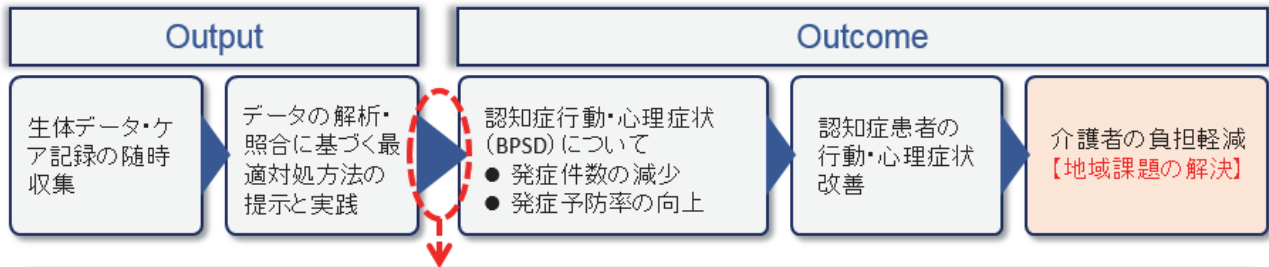 Output
Outcome
生体データ・ケ
ア記録の随時
収集
データの解析・
照合に基づく最
適対処方法の
提示と実践
認知症行動・心理症状
(BPSD)について
● 発症件数の減少
● 発症予防率の向上
認知症患者の
行動・心理症状
改善
介護者の負担軽減
【地域課題の解決】